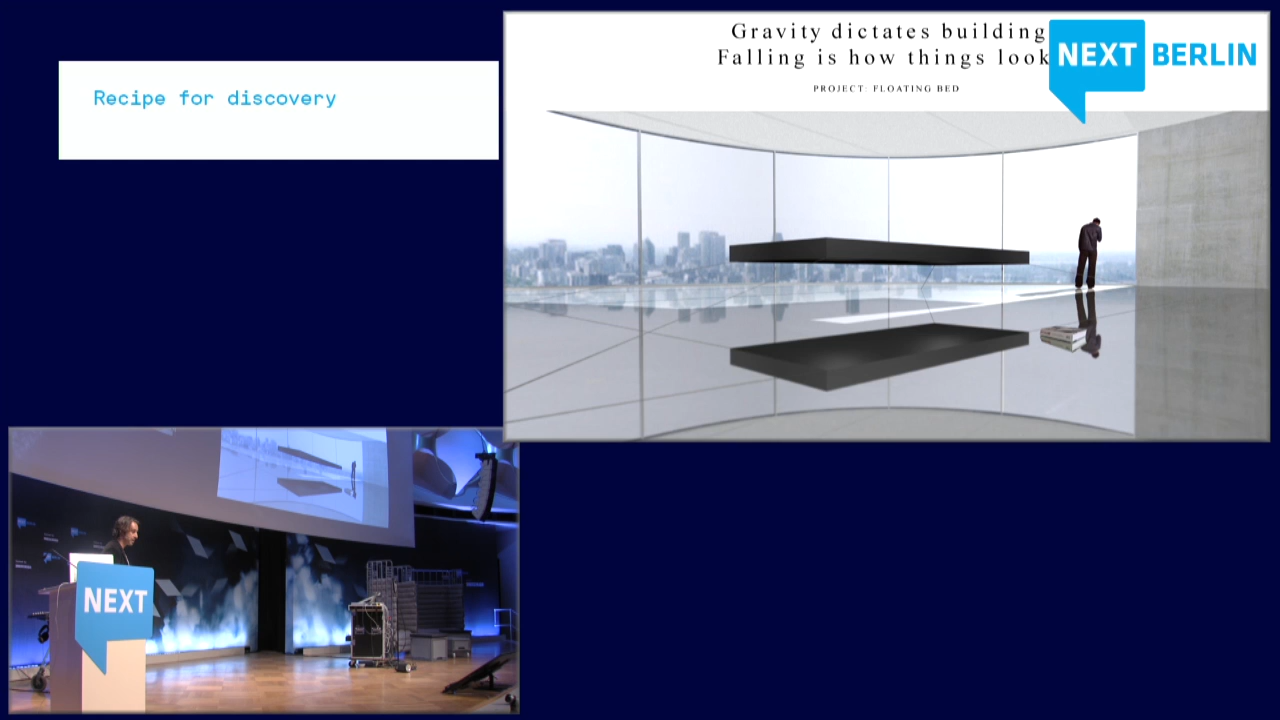 Recipe for discovery
Gravity dictates building
Falling is how things look
PROJECT: FLOATING BED
NEXT BERLIN
NEXT